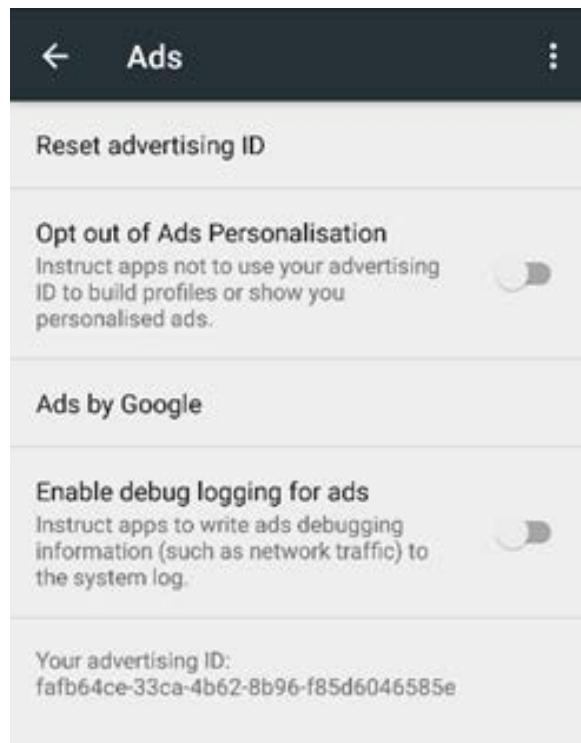 Ads
Reset advertising ID
Opt out of Ads Personalisation
Instruct apps not to use your advertising
ID to build profiles or show you
personalised ads.
Ads by Google
Enable debug logging for ads
Instruct apps to write ads debugging
information (such as network traffic) to
the system log.
Your advertising ID:
fafb64ce-33ca-4b62-8b96-f85d6046585e